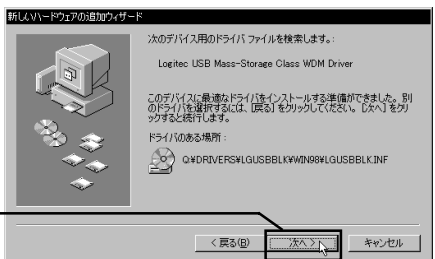 新しいハードウェアの追加ウィザード
次のデバイス用のドライバ ファイルを検索します。:
Logitec USB Mass-Storage Class WDM Driver
このデバイスに最適なドライバをインストールする準備ができました。別
のドライバを選択するには、[戻る] をクリックしてください。[次へ] をクリ
ックすると続行します。
ドライバのある場所 :
Q:¥DRIVERS¥LGUSBBLK¥WIN98¥LGUSBBLK.INF
< 戻る(B)
次へ >
キャンセル